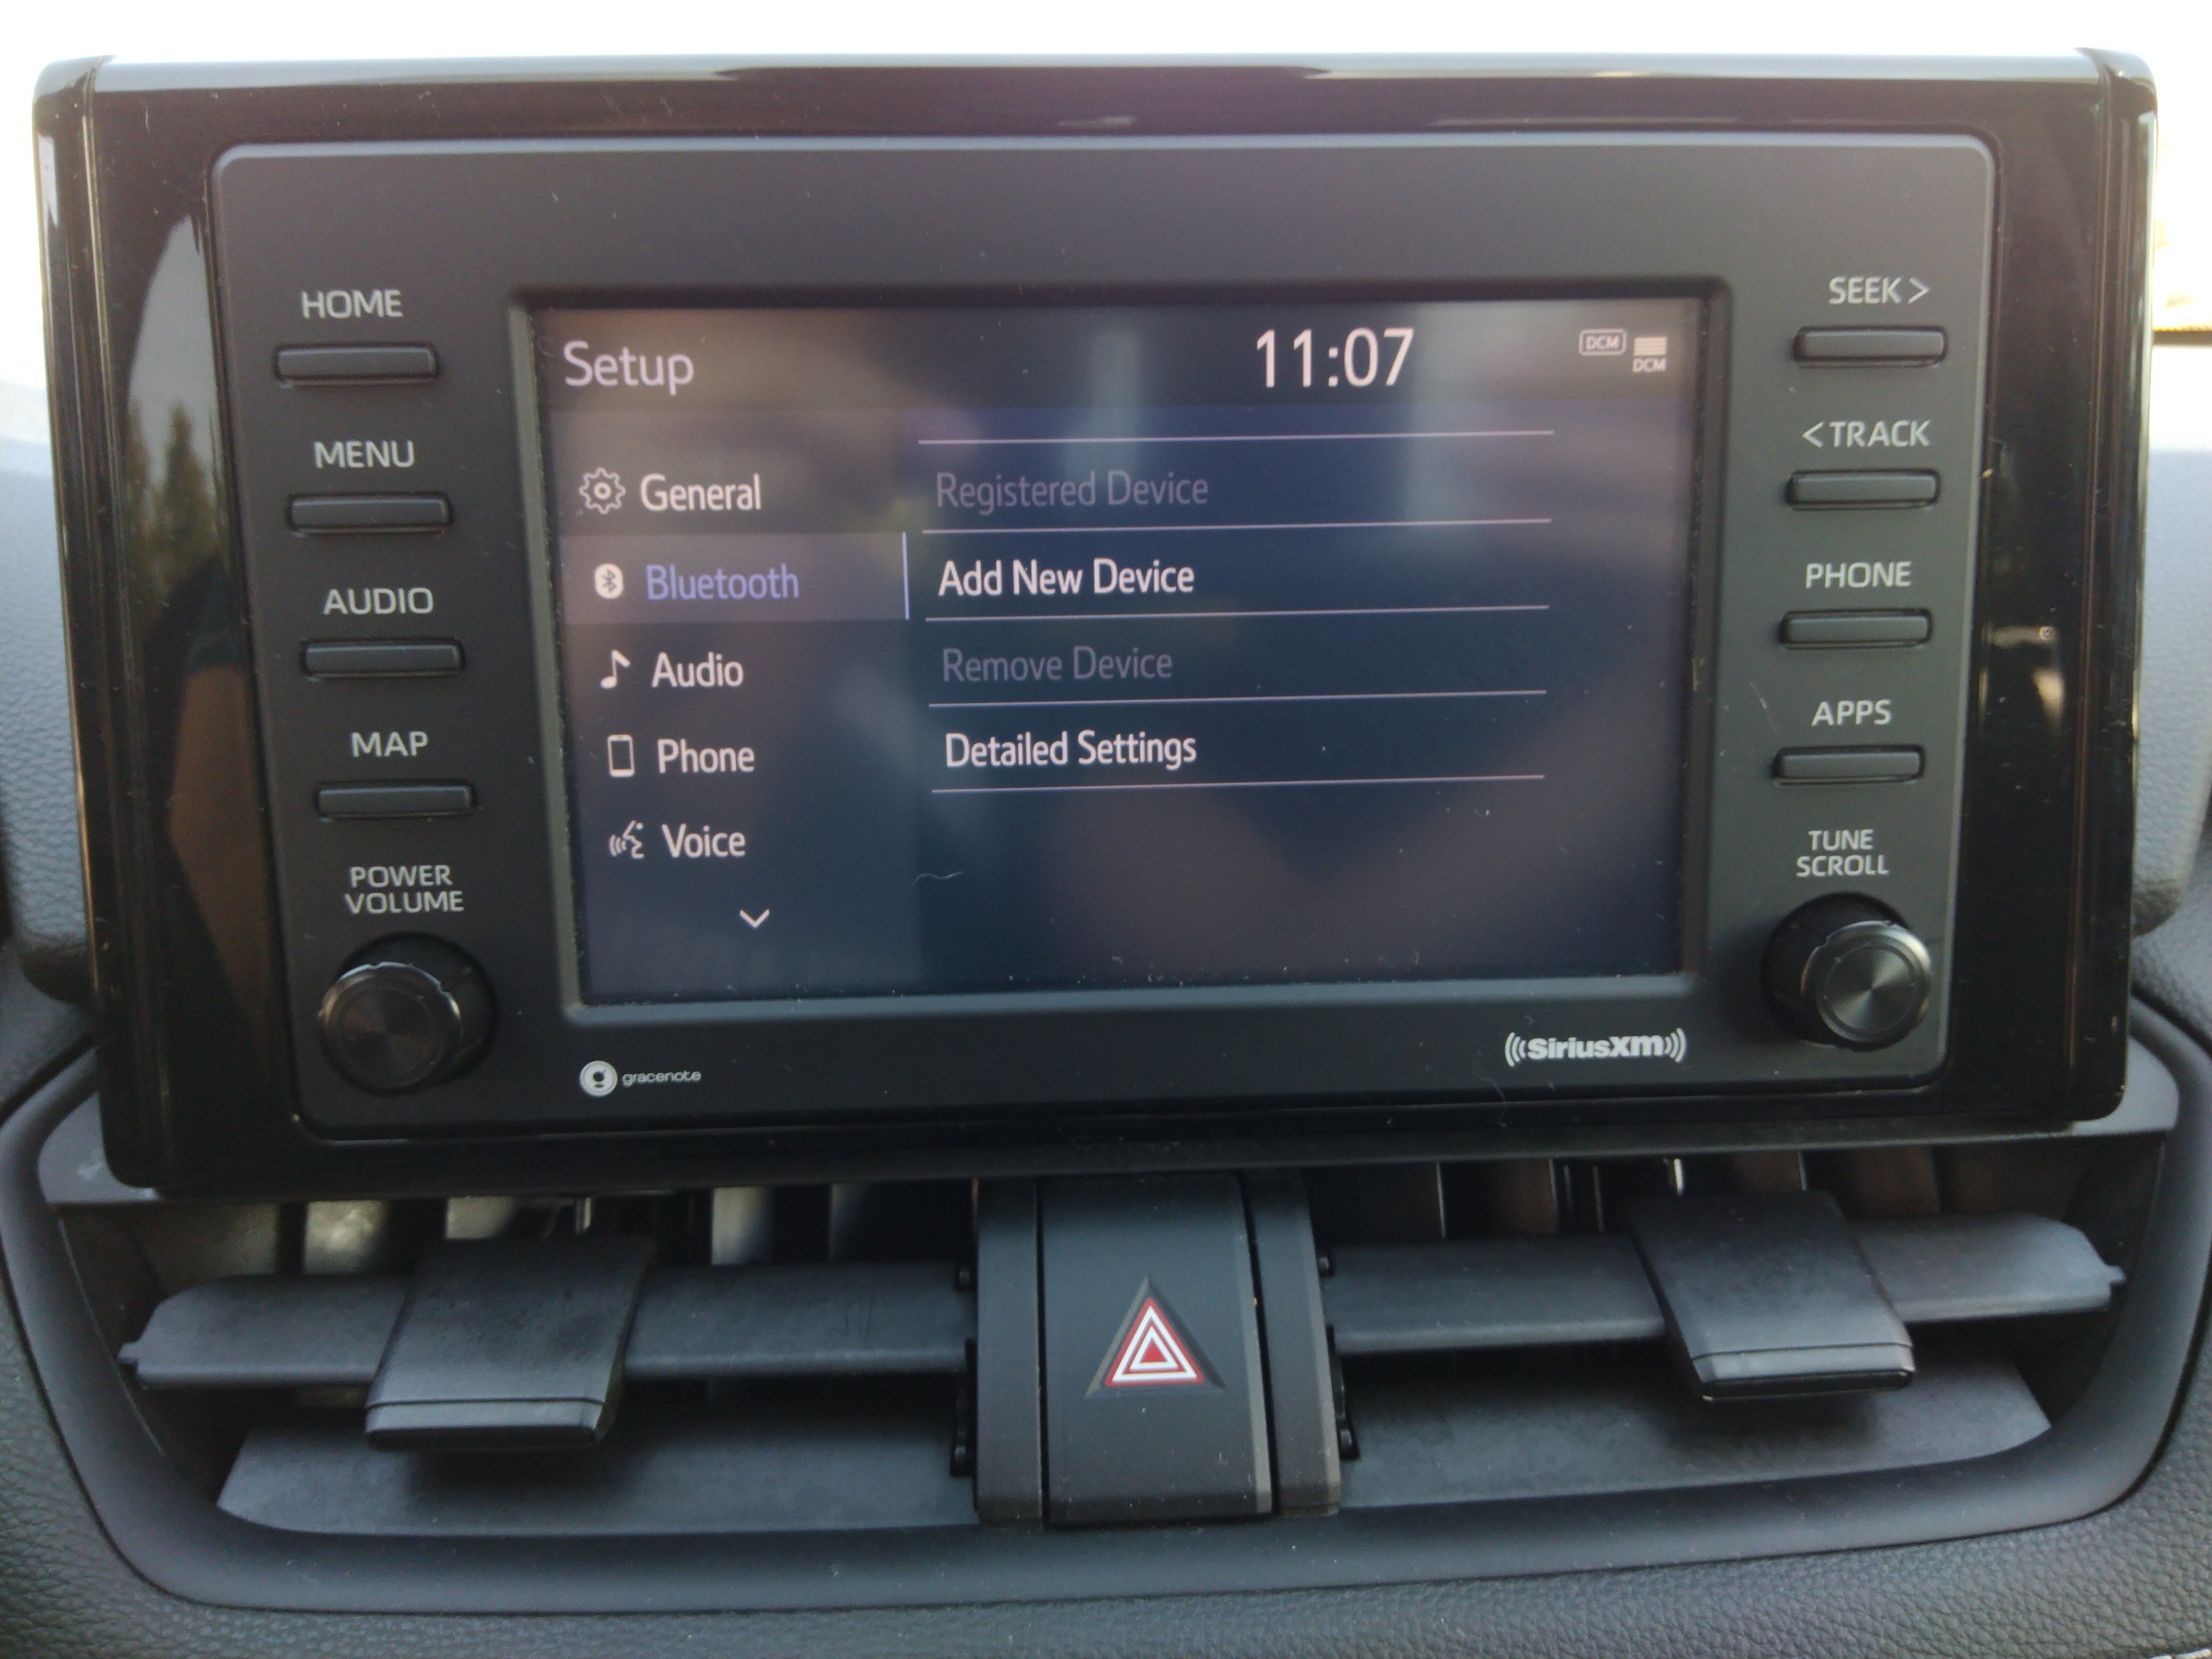 HOME
MENU
AUDIO
MAP
POWER
VOLUME
Setup
11:07
DCM
DCM
General
Bluetooth
Audio
Phone
Voice
Registered Device
Add New Device
Remove Device
Detailed Settings
SEEK >
< TRACK
PHONE
APPS
TUNE
SCROLL
gracenote
((SiriusXM))